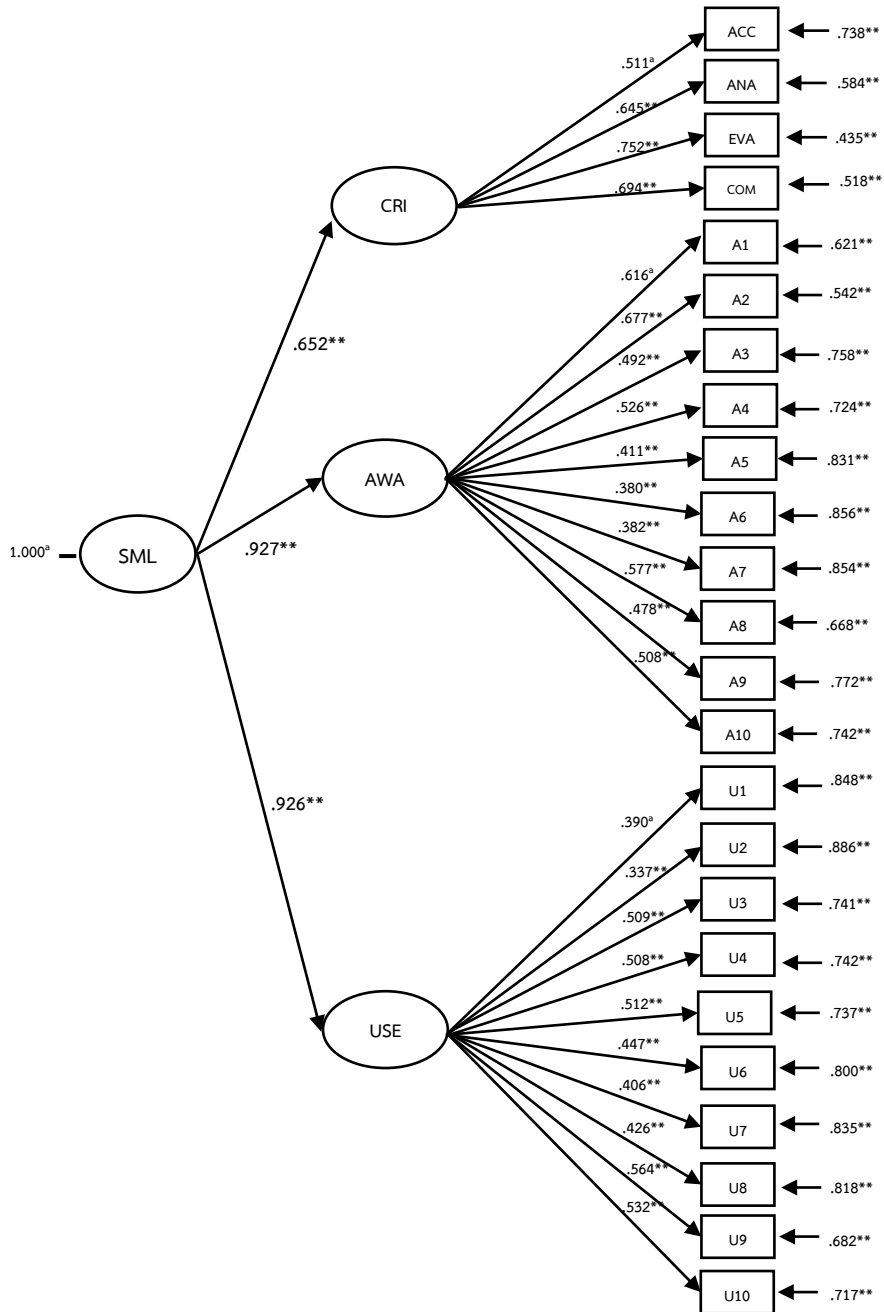 ACC
.738**
.511ª
ANA
.584**
.645**
EVA
.435**
.752**
COM
.518**
.694**
CRI
A1
.621**
.616ª
A2
.542**
.677**
A3
.758**
.492**
A4
.724**
.526**
A5
.831**
.411**
A6
.856**
.380**
A7
.854**
.382**
A8
.668**
.577**
A9
.772**
.478**
A10
.742**
.508**
AWA
.652**
.927**
1.000ª
SML
.926**
U1
.848**
.390ª
U2
.886**
.337**
U3
.741**
.509**
U4
.742**
.508**
U5
.737**
.512**
U6
.800**
.447**
U7
.835**
.406**
U8
.818**
.426**
U9
.682**
.564**
U10
.717**
.532**
USE